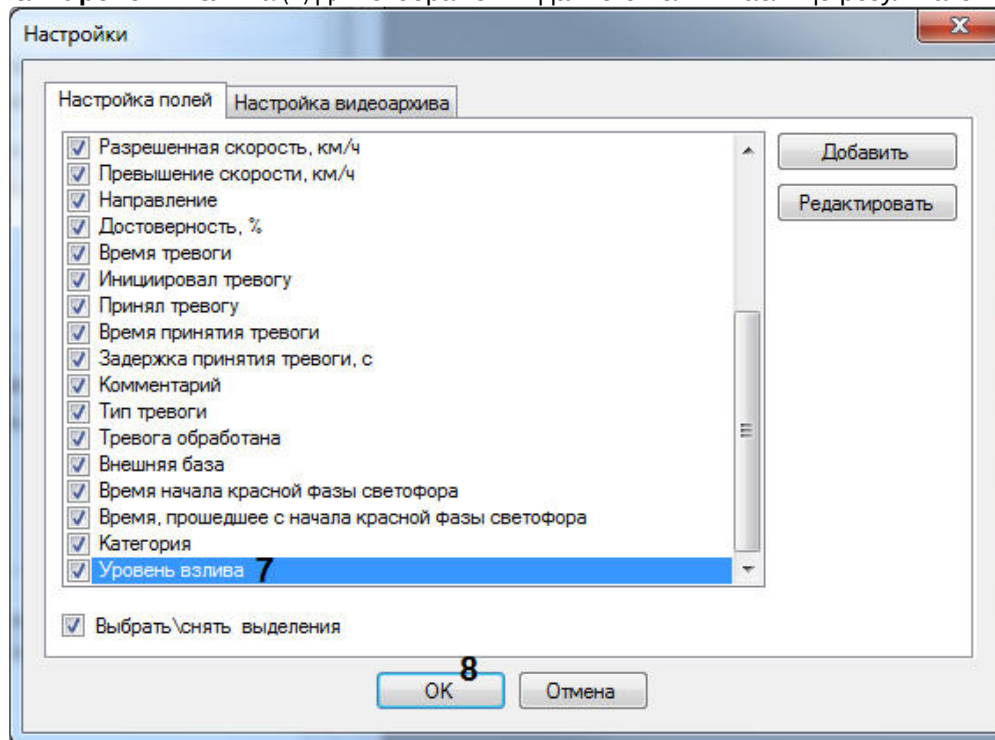 Настройки
Настройка полей Настройка видеоархива
Разрешенная скорость, км/ч
Добавить
Превышение скорости, км/ч
Направление
Редактировать
Достоверность, %
Время тревоги
Инициировал тревогу
Принял тревогу
Время принятия тревоги
Задержка принятия тревоги, с
Комментарий
Тип тревоги
Тревога обработана
Внешняя база
Время начала красной фазы светофора
Время, прошедшее с начала красной фазы светофора
Категория
Уровень взлива 7
Выбрать\снять выделения
8
OK Отмена